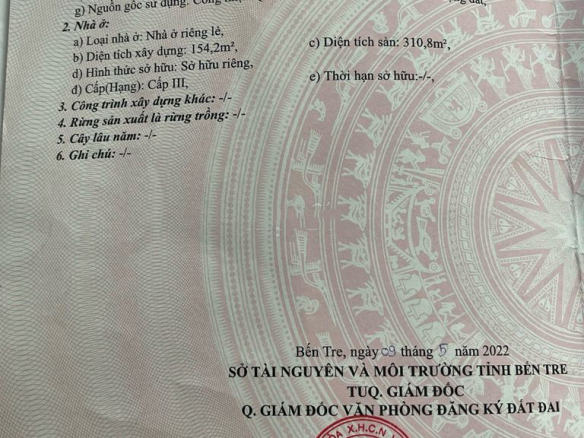 g) Nguồn gốc sử dụng: Công
2. Nhà ở:
a) Loại nhà ở: Nhà ở riêng lẻ,
b) Diện tích xây dựng: 154,2m²,
c) Diện tích sàn: 310,8m²,
d) Hình thức sở hữu: Sở hữu riêng,
đ) Cấp(Hạng): Cấp III,
e) Thời hạn sở hữu:-/-,
3. Công trình xây dựng khác: -/-
4. Rừng sản xuất là rừng trồng: -/-
5. Cây lâu năm: -/-
6. Ghi chú: -/-
Bến Tre, ngày 09 tháng 5 năm 2022
SỞ TÀI NGUYÊN VÀ MÔI TRƯỜNG TỈNH BẾN TRE
TUQ. GIÁM ĐỐC
Q. GIÁM ĐỐC VĂN PHÒNG ĐĂNG KÝ ĐẤT ĐAI
X.H.C.N